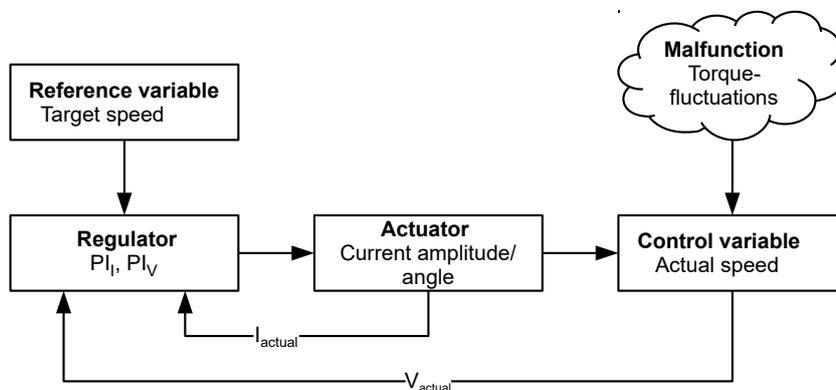 Malfunction
Torque-
fluctuations
Reference variable
Target speed
Regulator
PI_I, PI_V
Actuator
Current amplitude/
angle
Control variable
Actual speed
I_actual
V_actual